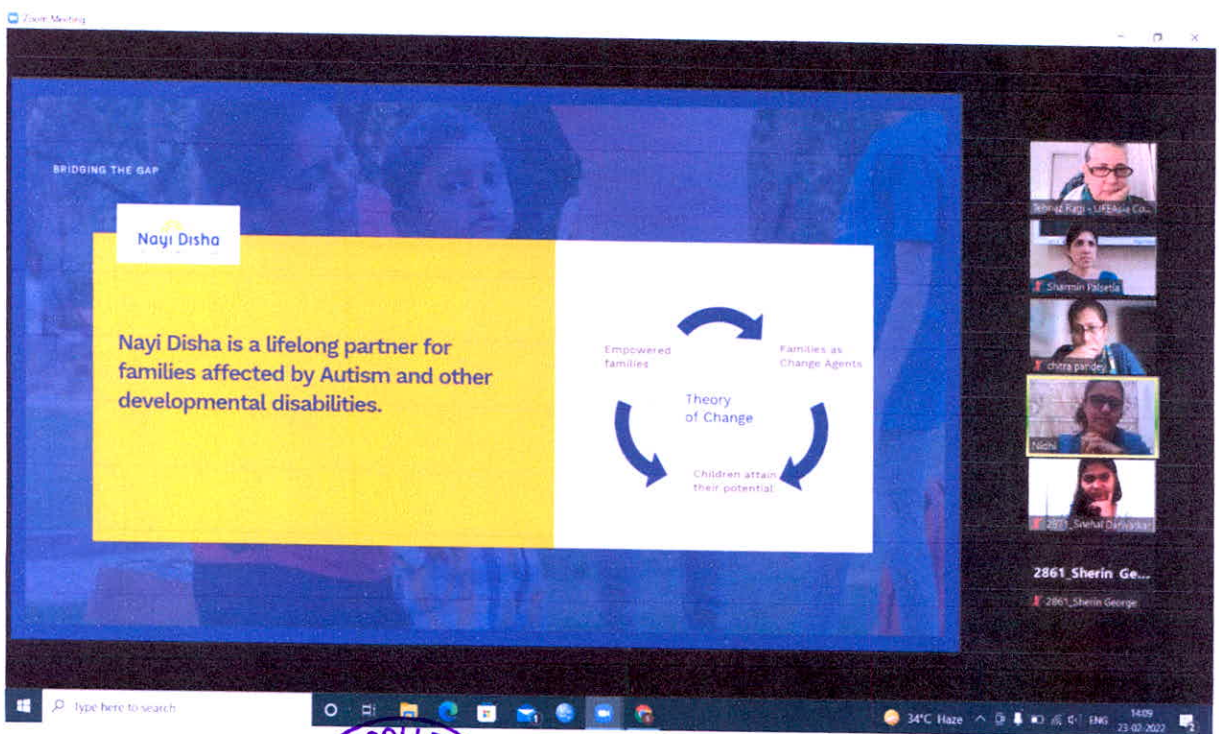 Zoom Meeting
BRIDGING THE GAP
Nayi Disha
Nayi Disha is a lifelong partner for
families affected by Autism and other
developmental disabilities.
Empowered
families
Families as
Change Agents
Theory
of Change
Children attain
their potential
Sharmin Palsetia
chitra pandey
Nidhi
2861_Sherin Ge...
2861_Sherin George
Type here to search
34°C Haze
ENG
14:09
23-02-2022